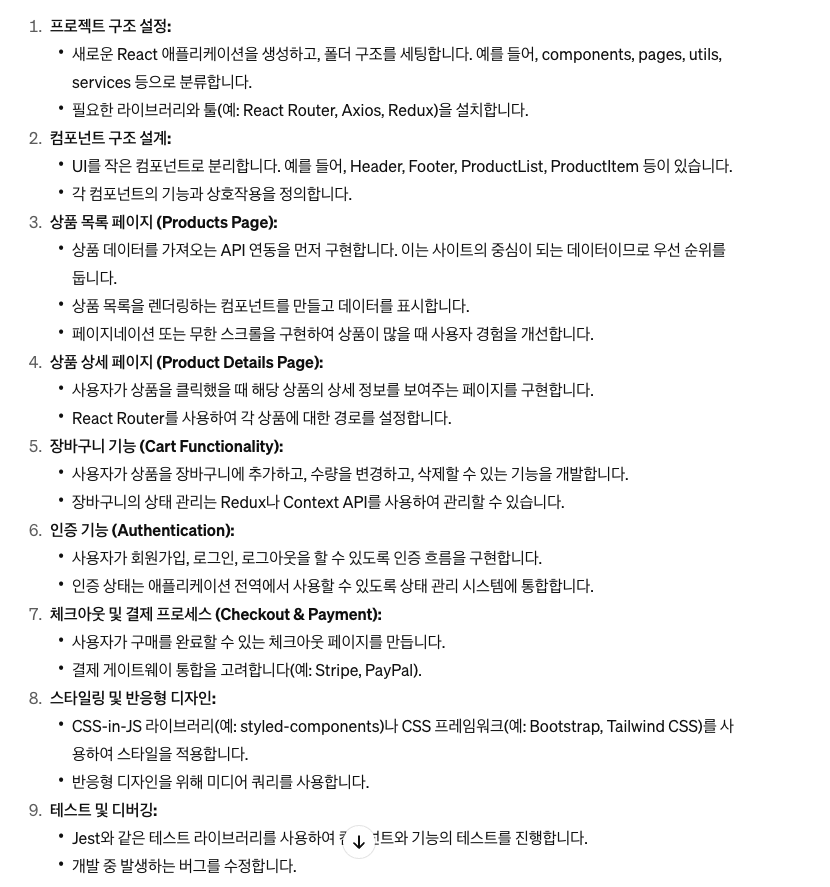 1. 프로젝트 구조 설정:
• 새로운 React 애플리케이션을 생성하고, 폴더 구조를 세팅합니다. 예를 들어, components, pages, utils,
services 등으로 분류합니다.
• 필요한 라이브러리와 툴(예: React Router, Axios, Redux)을 설치합니다.
2. 컴포넌트 구조 설계:
• UI를 작은 컴포넌트로 분리합니다. 예를 들어, Header, Footer, ProductList, ProductItem 등이 있습니다.
• 각 컴포넌트의 기능과 상호작용을 정의합니다.
3. 상품 목록 페이지 (Products Page):
• 상품 데이터를 가져오는 API 연동을 먼저 구현합니다. 이는 사이트의 중심이 되는 데이터이므로 우선 순위를
둡니다.
• 상품 목록을 렌더링하는 컴포넌트를 만들고 데이터를 표시합니다.
• 페이지네이션 또는 무한 스크롤을 구현하여 상품이 많을 때 사용자 경험을 개선합니다.
4. 상품 상세 페이지 (Product Details Page):
• 사용자가 상품을 클릭했을 때 해당 상품의 상세 정보를 보여주는 페이지를 구현합니다.
• React Router를 사용하여 각 상품에 대한 경로를 설정합니다.
5. 장바구니 기능 (Cart Functionality):
• 사용자가 상품을 장바구니에 추가하고, 수량을 변경하고, 삭제할 수 있는 기능을 개발합니다.
• 장바구니의 상태 관리는 Redux나 Context API를 사용하여 관리할 수 있습니다.
6. 인증 기능 (Authentication):
• 사용자가 회원가입, 로그인, 로그아웃을 할 수 있도록 인증 흐름을 구현합니다.
• 인증 상태는 애플리케이션 전역에서 사용할 수 있도록 상태 관리 시스템에 통합합니다.
7. 체크아웃 및 결제 프로세스 (Checkout & Payment):
• 사용자가 구매를 완료할 수 있는 체크아웃 페이지를 만듭니다.
• 결제 게이트웨이 통합을 고려합니다(예: Stripe, PayPal).
8. 스타일링 및 반응형 디자인:
• CSS-in-JS 라이브러리(예: styled-components)나 CSS 프레임워크(예: Bootstrap, Tailwind CSS)를 사
용하여 스타일을 적용합니다.
• 반응형 디자인을 위해 미디어 쿼리를 사용합니다.
9. 테스트 및 디버깅:
• Jest와 같은 테스트 라이브러리를 사용하여 기능의 테스트를 진행합니다.
• 개발 중 발생하는 버그를 수정합니다.